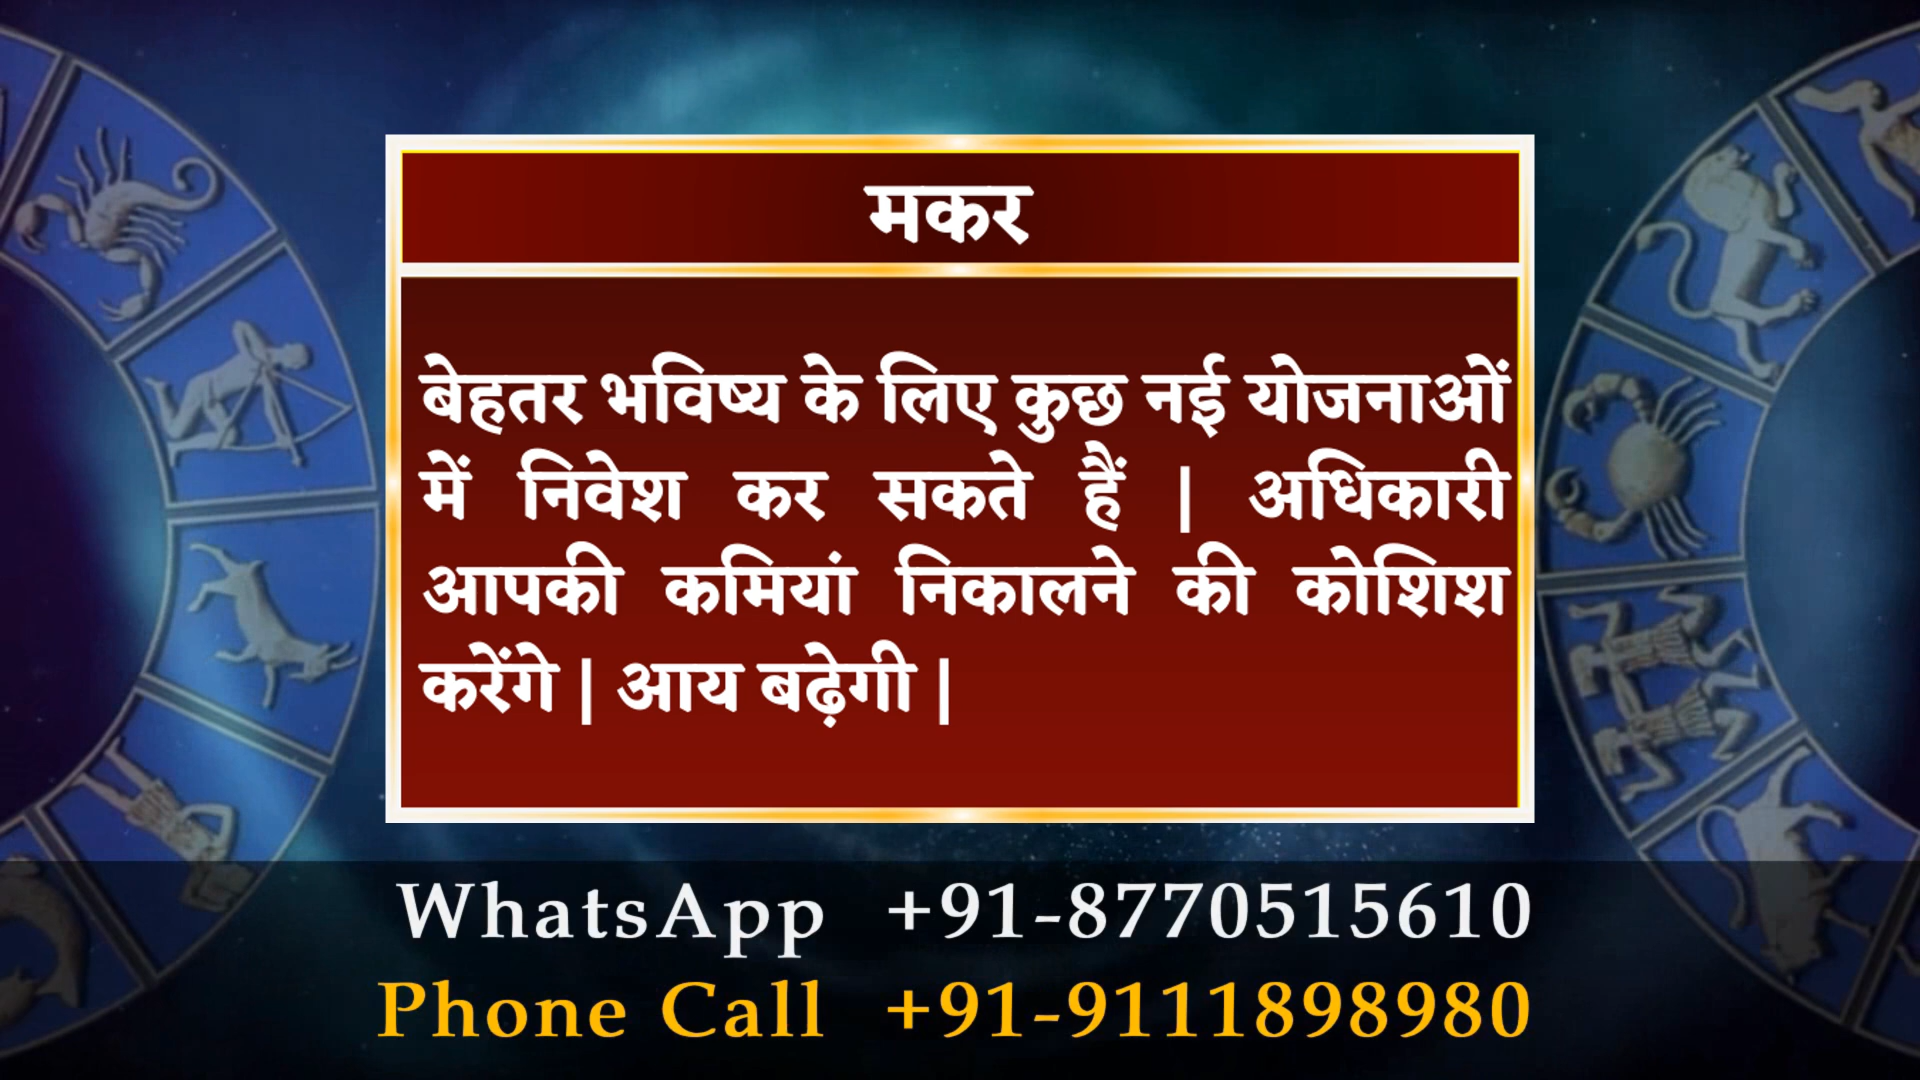 मकर
बेहतर भविष्य के लिए कुछ नई योजनाओं
में निवेश कर सकते हैं | अधिकारी
आपकी कमियां निकालने की कोशिश
करेंगे | आय बढ़ेगी |
WhatsApp +91-8770515610
Phone Call +91-9111898980